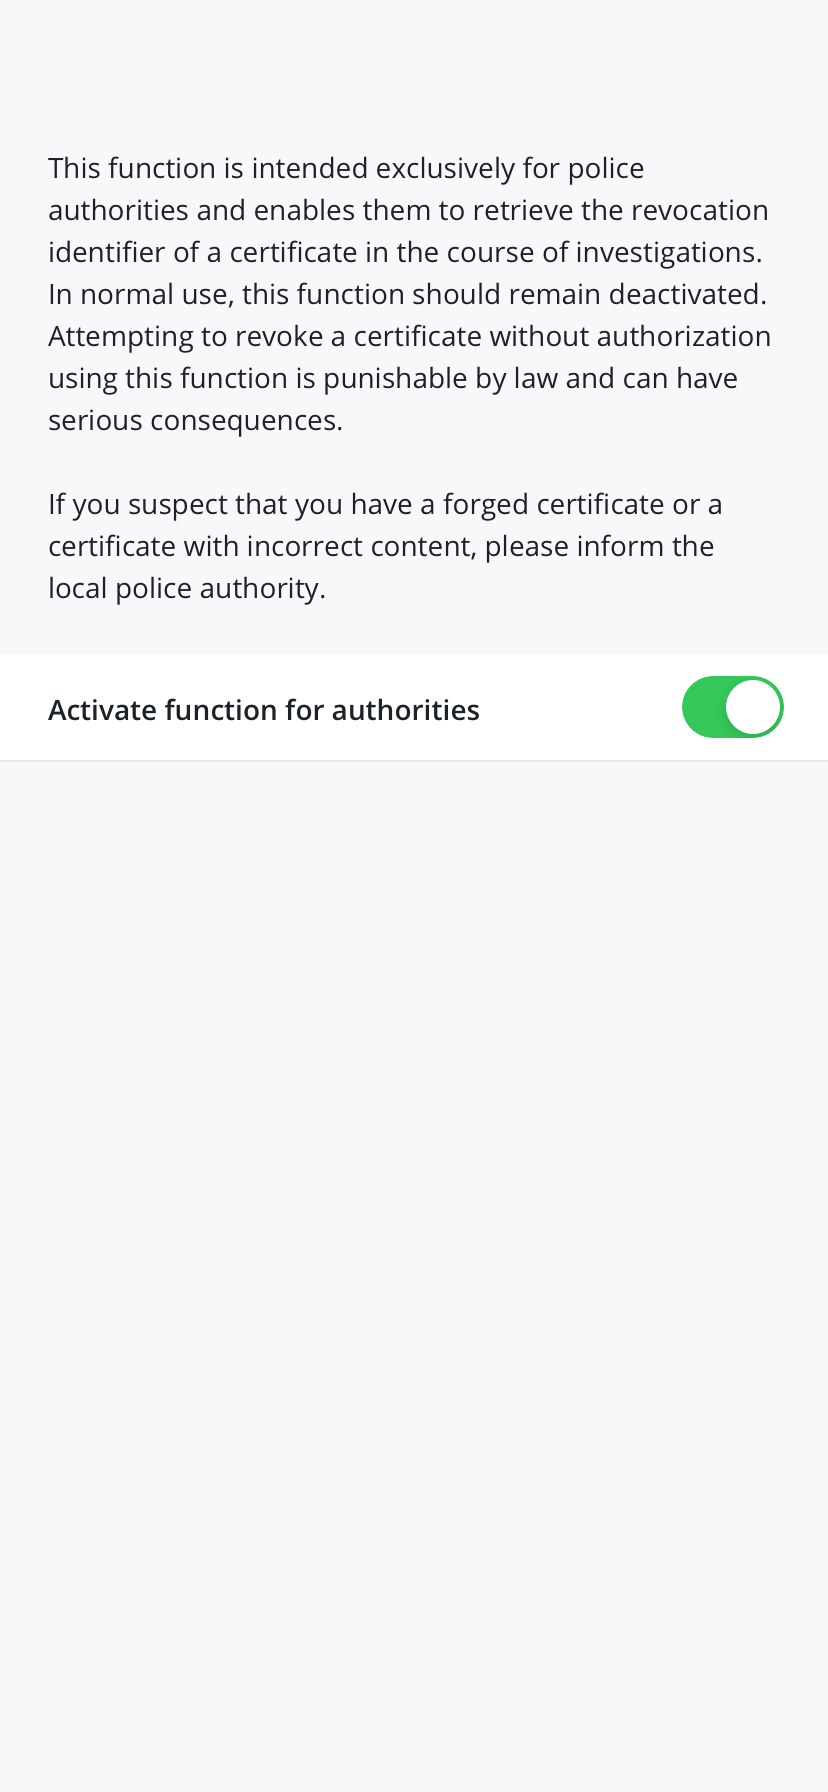 This function is intended exclusively for police
authorities and enables them to retrieve the revocation
identifier of a certificate in the course of investigations.
In normal use, this function should remain deactivated.
Attempting to revoke a certificate without authorization
using this function is punishable by law and can have
serious consequences.
If you suspect that you have a forged certificate or a
certificate with incorrect content, please inform the
local police authority.
Activate function for authorities